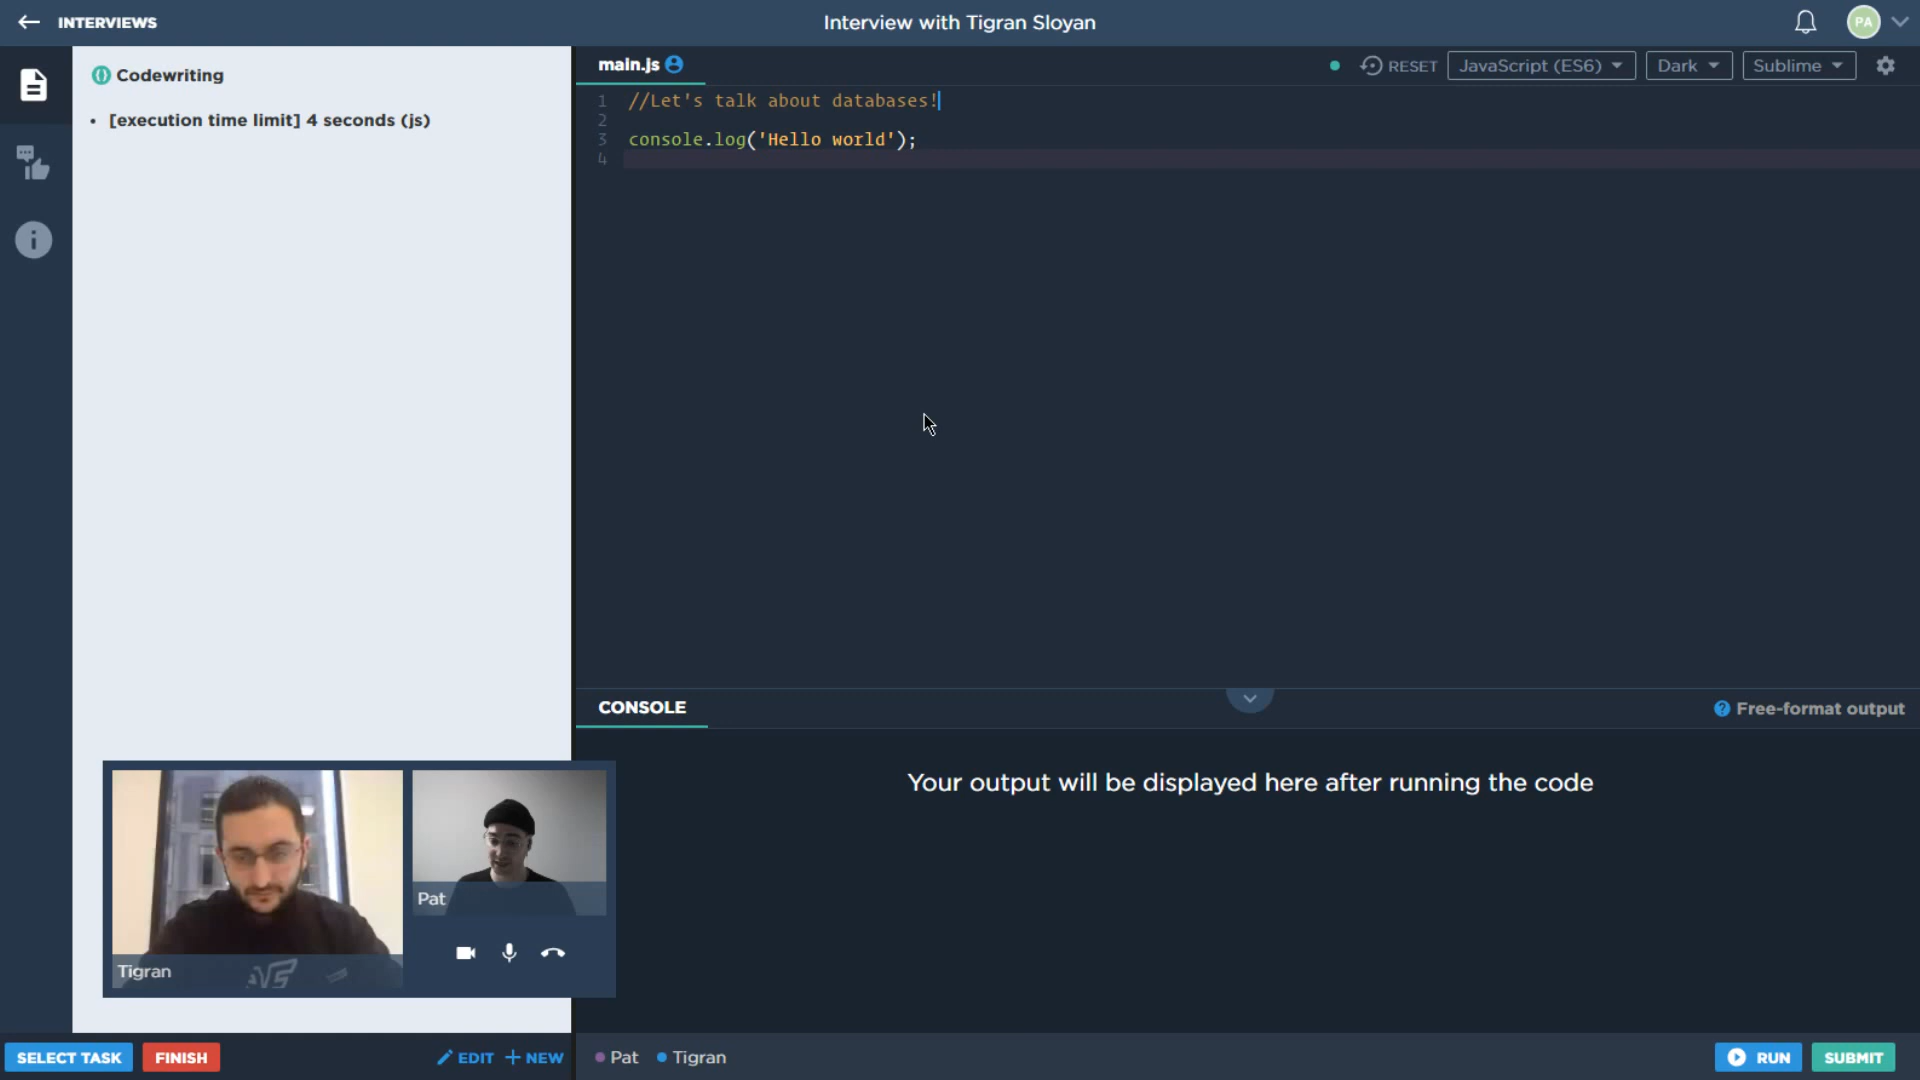 INTERVIEWS
Interview with Tigran Sloyan
PA
Codewriting
• [execution time limit] 4 seconds (js)
main.js
RESET
JavaScript (ES6)
Dark
Sublime
1 //Let's talk about databases!
2
3 console.log('Hello world');
4
CONSOLE
Free-format output
Your output will be displayed here after running the code
Tigran
Pat
SELECT TASK
FINISH
EDIT
NEW
Pat
Tigran
RUN
SUBMIT